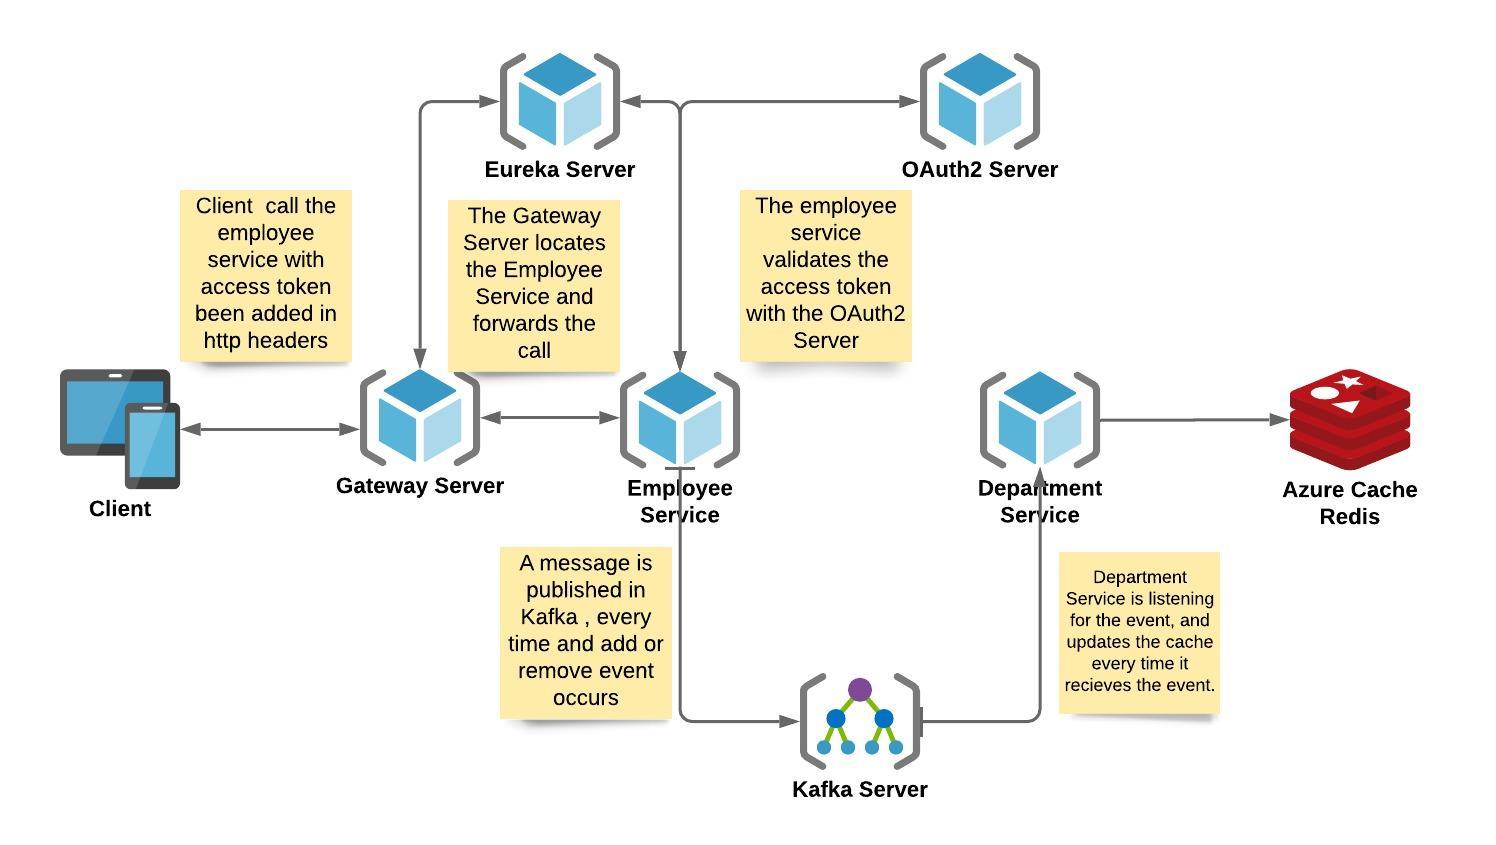 Eureka Server
OAuth2 Server
Client  call the
employee
service with
access token
been added in
http headers
The Gateway
Server locates
the Employee
Service and
forwards the
call
The employee
service
validates the
access token
with the OAuth2
Server
Client
Gateway Server
Employee
Service
Department
Service
Azure Cache
Redis
A message is
published in
Kafka , every
time and add or
remove event
occurs
Department
Service is listening
for the event, and
updates the cache
every time it
recieves the event.
Kafka Server